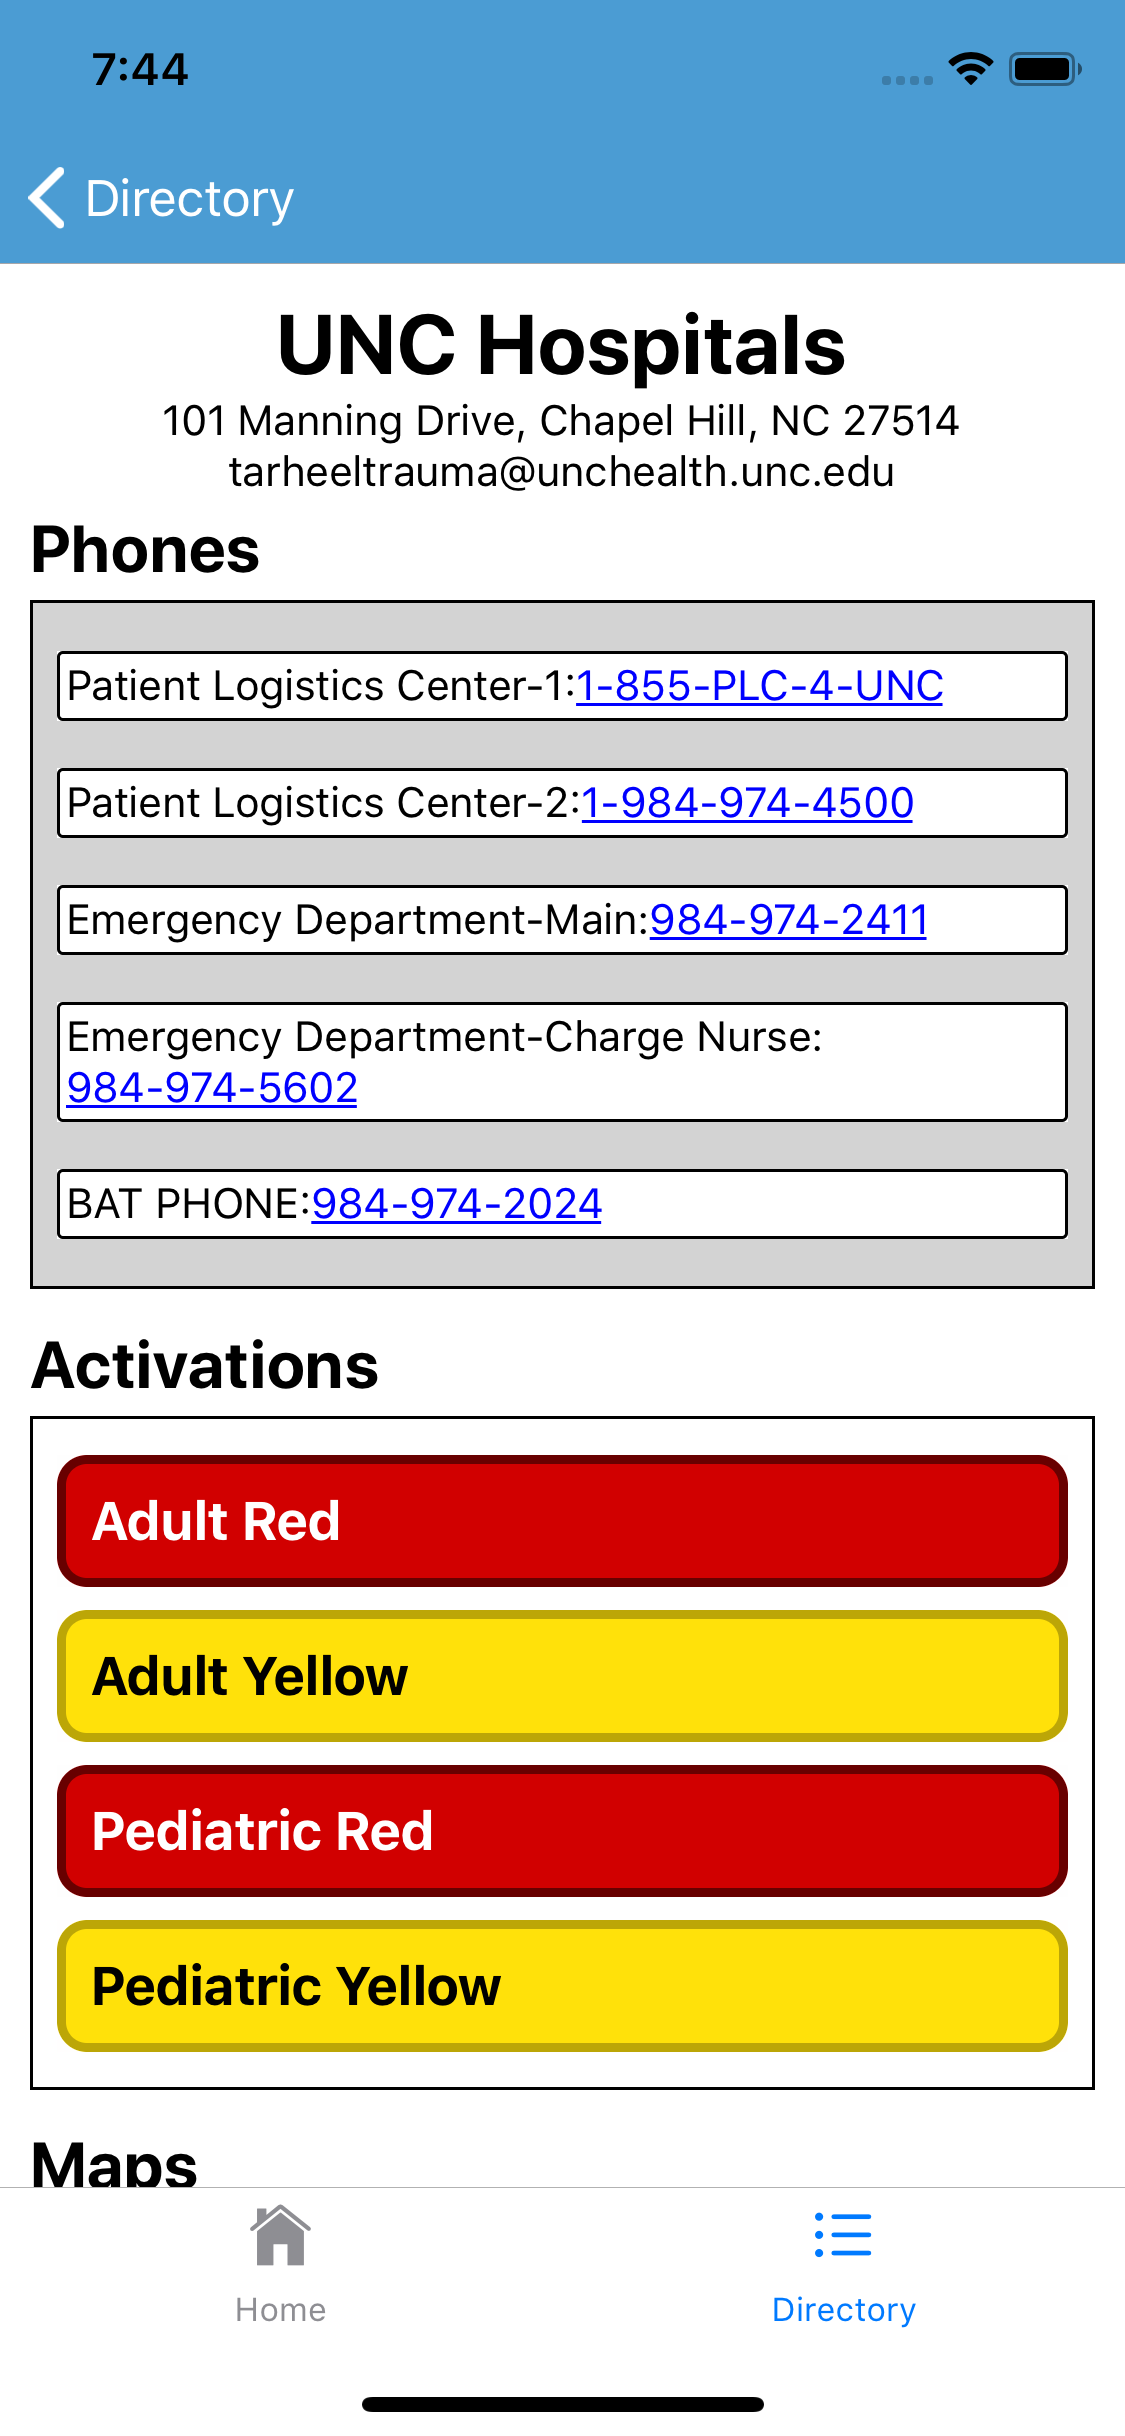 7:44
Directory
UNC Hospitals
101 Manning Drive, Chapel Hill, NC 27514
tarheeltrauma@unchealth.unc.edu
Phones
Patient Logistics Center-1:1-855-PLC-4-UNC
Patient Logistics Center-2:1-984-974-4500
Emergency Department-Main:984-974-2411
Emergency Department-Charge Nurse:
984-974-5602
BAT PHONE:984-974-2024
Activations
Adult Red
Adult Yellow
Pediatric Red
Pediatric Yellow
Maps
Home
Directory